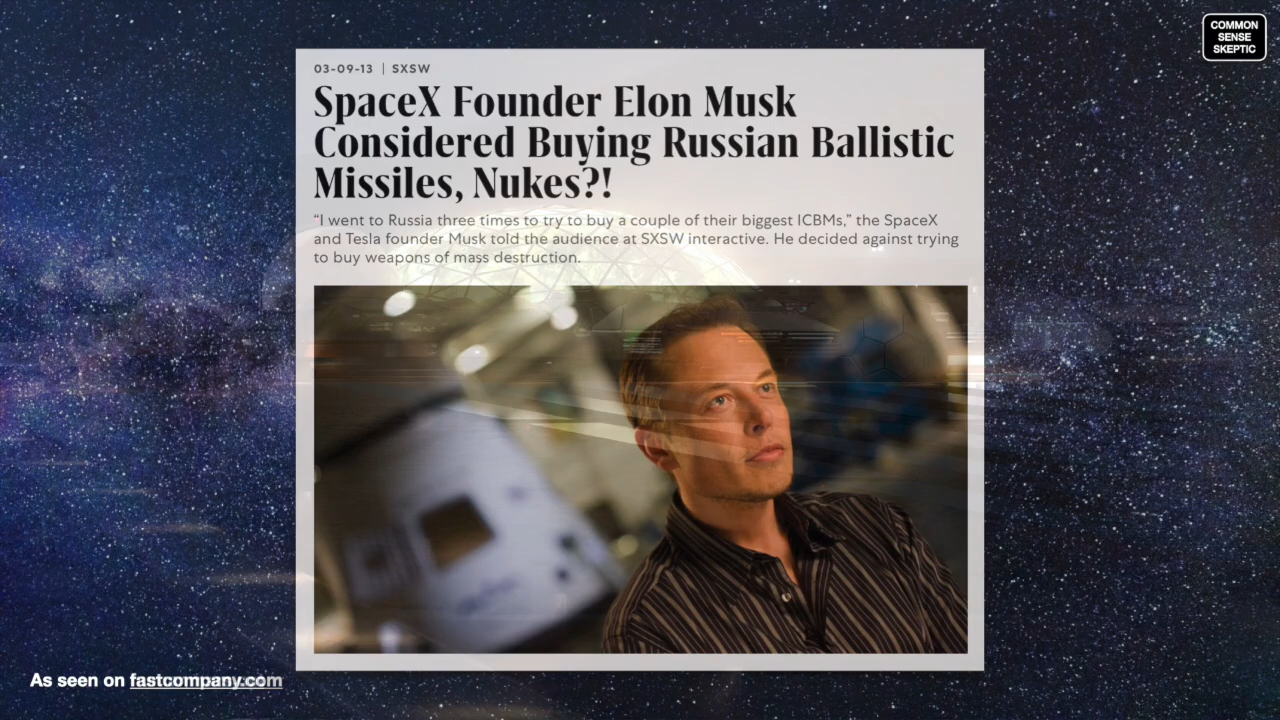 COMMON
SENSE
SKEPTIC
03-09-13 | SXSW
SpaceX Founder Elon Musk
Considered Buying Russian Ballistic
Missiles, Nukes?!
“I went to Russia three times to try to buy a couple of their biggest ICBMs,” the SpaceX
and Tesla founder Musk told the audience at SXSW interactive. He decided against trying
to buy weapons of mass destruction.
As seen on fastcompany.com